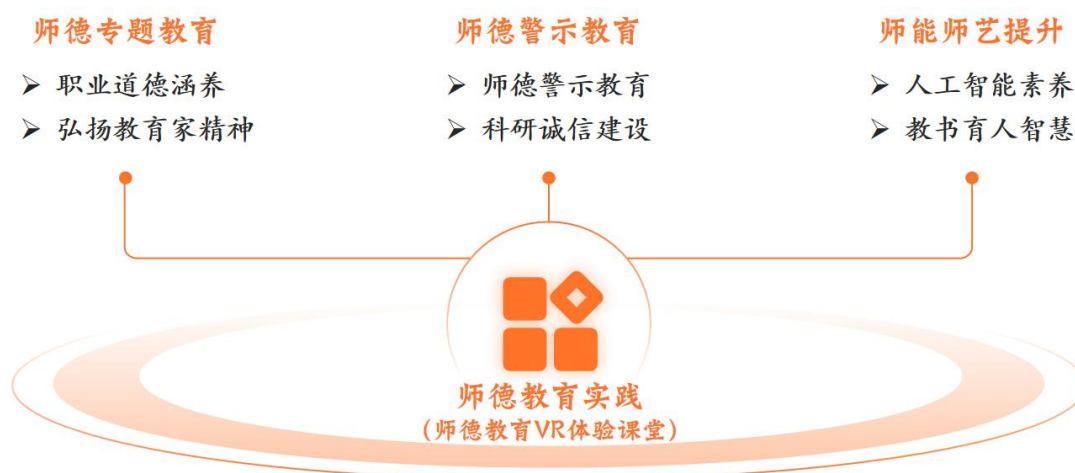 师德专题教育
➢ 职业道德涵养
➢ 弘扬教育家精神
师德警示教育
➢ 师德警示教育
➢ 科研诚信建设
师能师艺提升
➢ 人工智能素养
➢ 教书育人智慧
师德教育实践
（师德教育VR体验课堂）